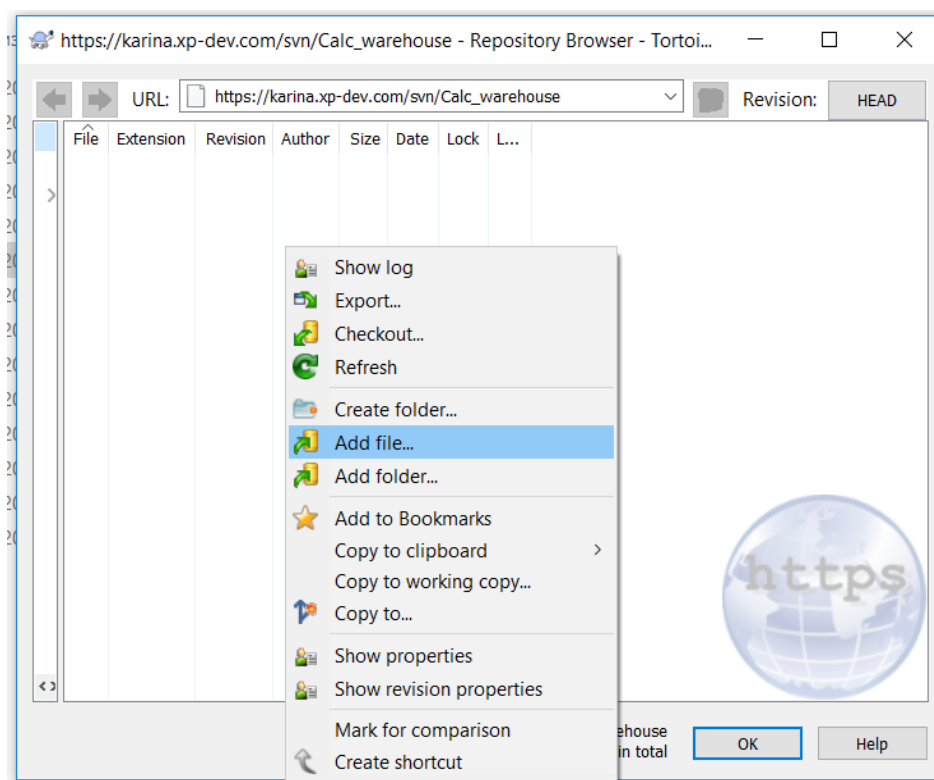 https://karina.xp-dev.com/svn/Calc_warehouse - Repository Browser - Tortoi...
URL: https://karina.xp-dev.com/svn/Calc_warehouse Revision: HEAD
File Extension Revision Author Size Date Lock L...
Show log
Export...
Checkout...
Refresh
Create folder...
Add file...
Add folder...
Add to Bookmarks
Copy to clipboard
Copy to working copy...
Copy to...
Show properties
Show revision properties
Mark for comparison
Create shortcut
https
ehouse
in total
OK Help